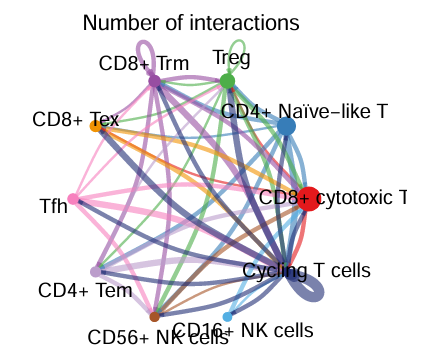 Number of interactions
Treg
CD8+ Trm
CD4+ Naïve−like T
CD8+ Tex
CD8+ cytotoxic T
Tfh
Cycling T cells
CD4+ Tem
CD16+ NK cells
CD56+ NK cells